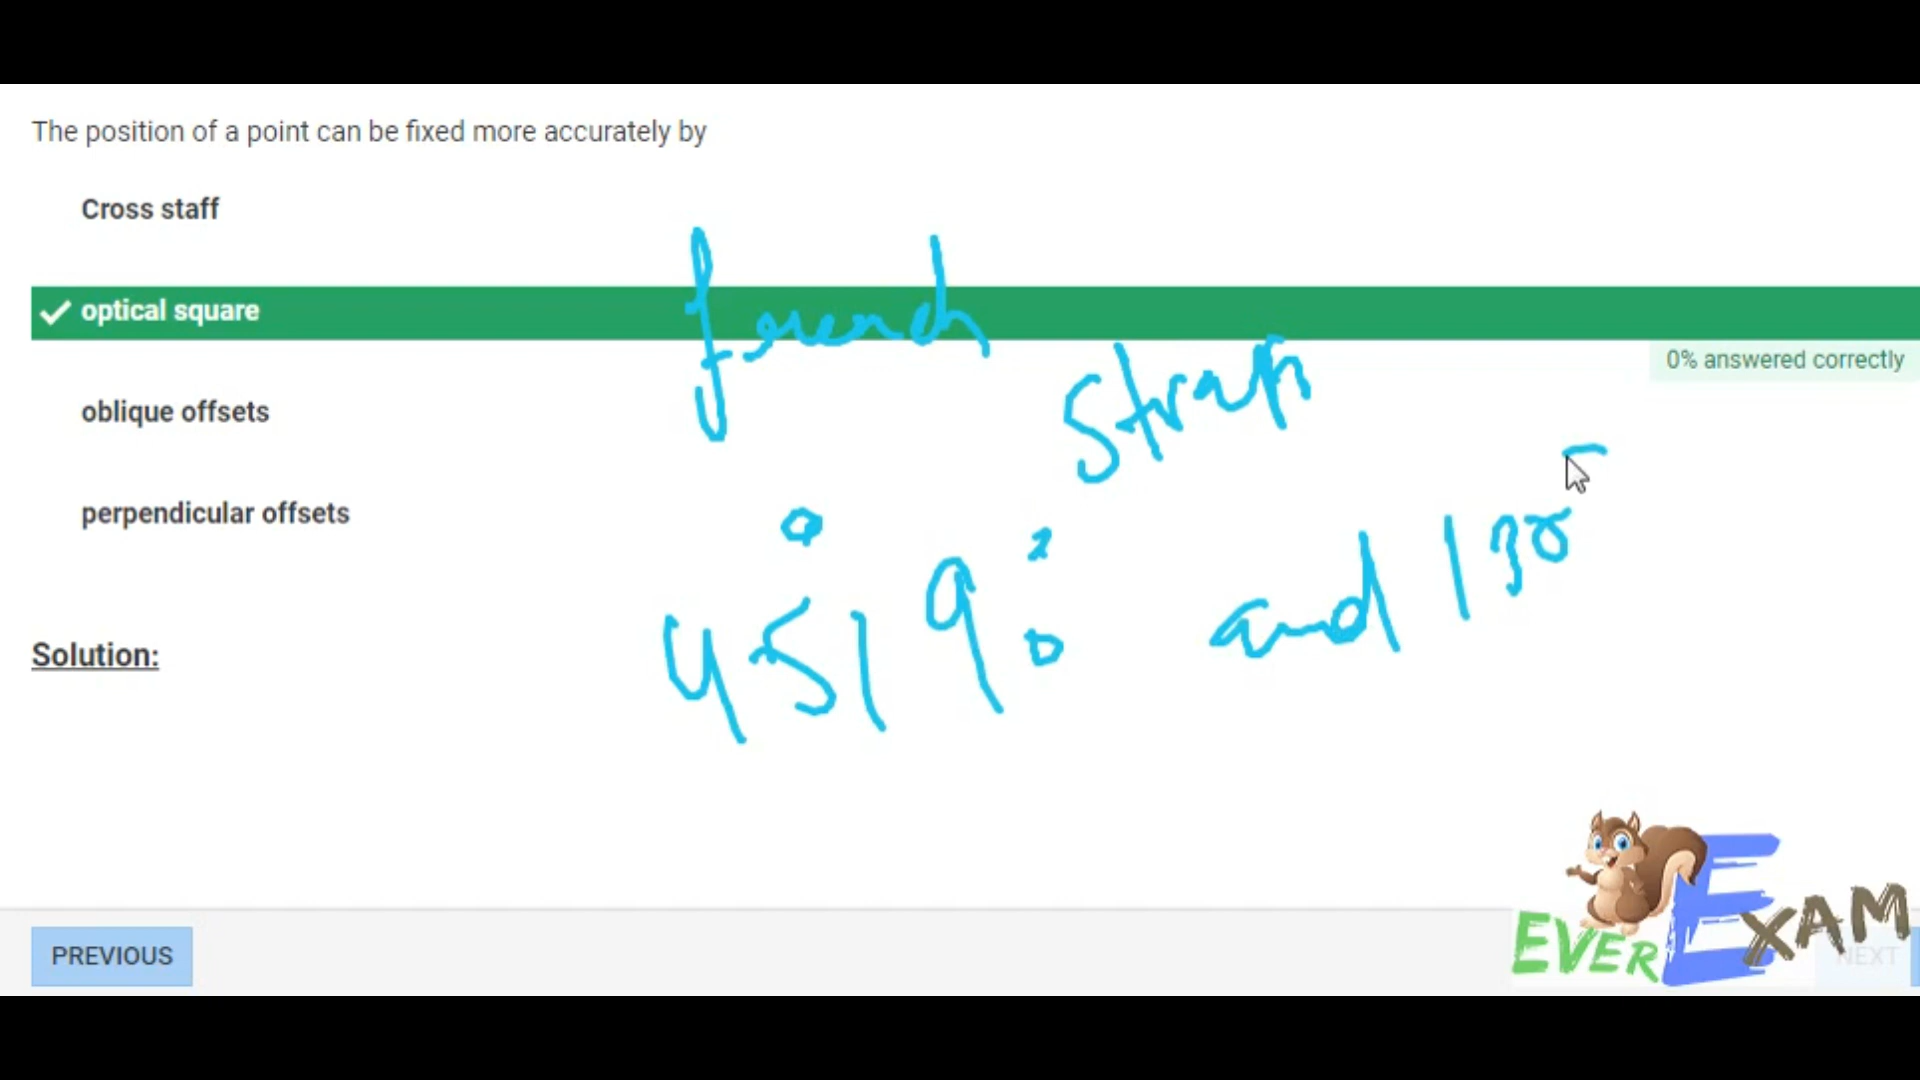 The position of a point can be fixed more accurately by
Cross staff
optical square
french
0% answered correctly
oblique offsets
perpendicular offsets
45, 90 and 135
Solution:
PREVIOUS
EVER EXAM
NEXT